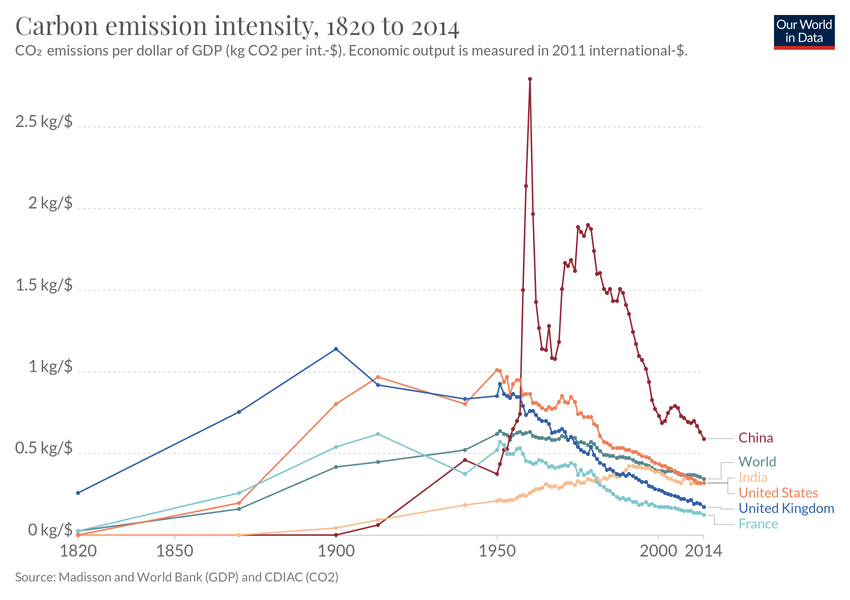 Carbon emission intensity, 1820 to 2014
Our World
in Data
CO₂ emissions per dollar of GDP (kg CO2 per int.-$). Economic output is measured in 2011 international-$.
2.5 kg/$
2 kg/$
1.5 kg/$
1 kg/$
0.5 kg/$
0 kg/$
China
World
India
United States
United Kingdom
France
1820 1850 1900 1950 2000 2014
Source: Madisson and World Bank (GDP) and CDIAC (CO2)